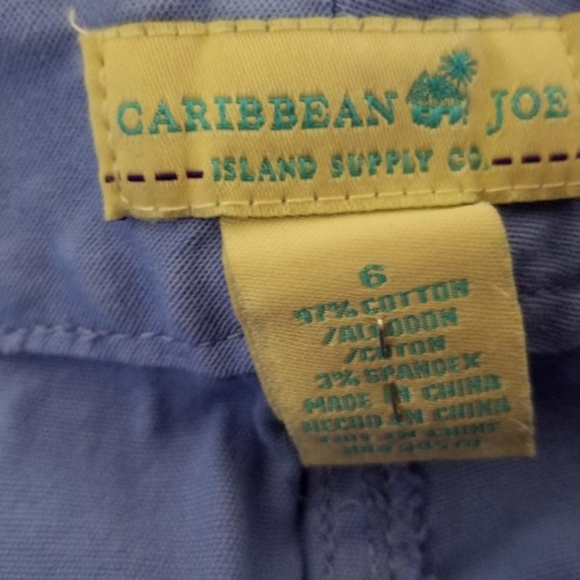 CARIBBEAN JOE
ISLAND SUPPLY CO.
6
97% COTTON
/ALGODON
/COTON
3% SPANDEX
MADE IN CHINA
HECHO EN CHINA